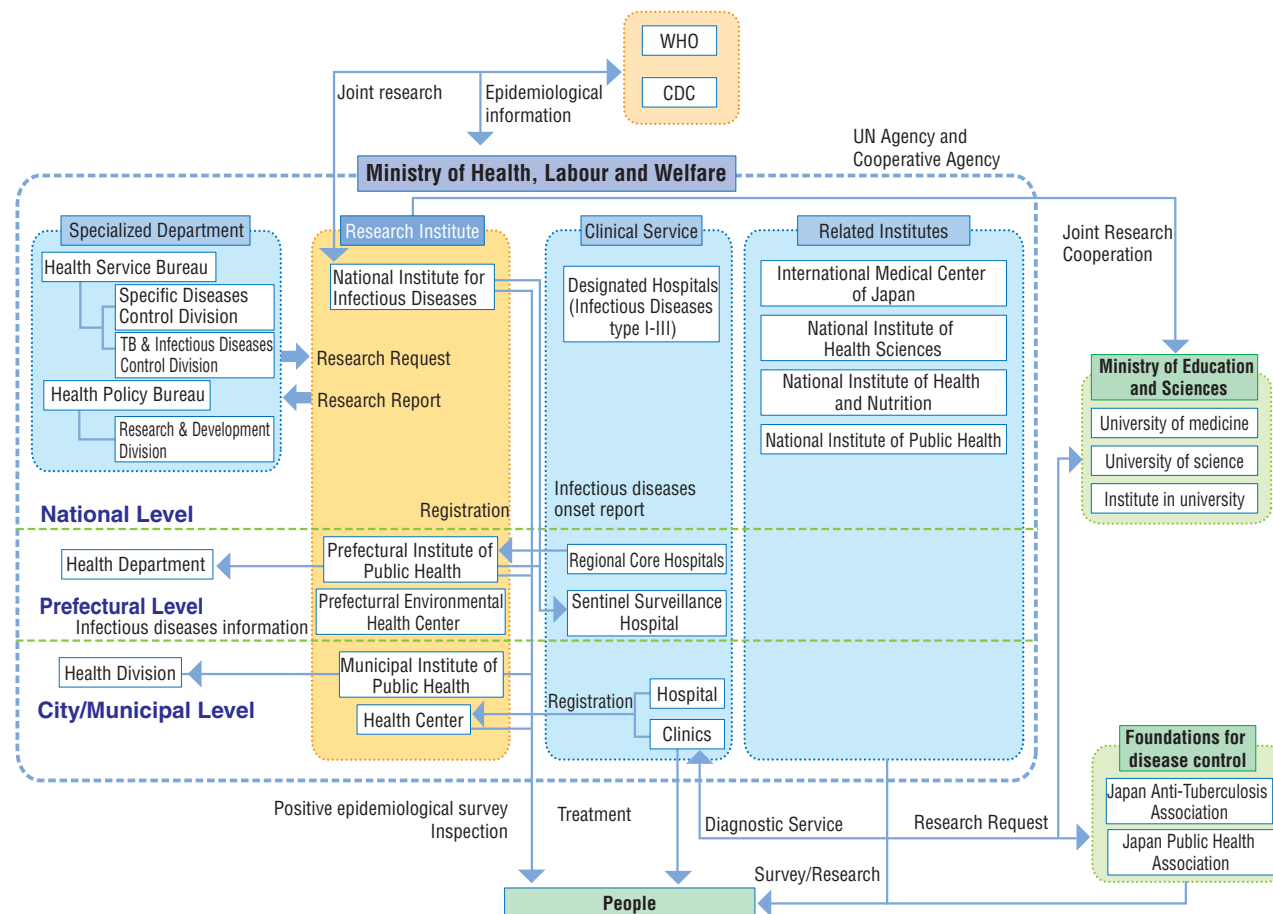 WHO
CDC
Joint research
Epidemiological
information
UN Agency and
Cooperative Agency
Ministry of Health, Labour and Welfare
Specialized Department
Health Service Bureau
Specific Diseases
Control Division
TB & Infectious Diseases
Control Division
Health Policy Bureau
Research & Development
Division
Research Institute
National Institute for
Infectious Diseases
Research Request
Research Report
Clinical Service
Designated Hospitals
(Infectious Diseases
type I-III)
Related Institutes
International Medical Center
of Japan
National Institute of
Health Sciences
National Institute of Health
and Nutrition
National Institute of Public Health
Joint Research
Cooperation
Ministry of Education
and Sciences
University of medicine
University of science
Institute in university
National Level
Registration
Infectious diseases
onset report
Health Department
Prefectural Institute of
Public Health
Regional Core Hospitals
Prefectural Level
Prefecturral Environmental
Health Center
Sentinel Surveillance
Hospital
Infectious diseases information
Health Division
Municipal Institute of
Public Health
City/Municipal Level
Health Center
Registration
Hospital
Clinics
Foundations for
disease control
Japan Anti-Tuberculosis
Association
Japan Public Health
Association
Positive epidemiological survey
Inspection
Treatment
Diagnostic Service
Research Request
Survey/Research
People